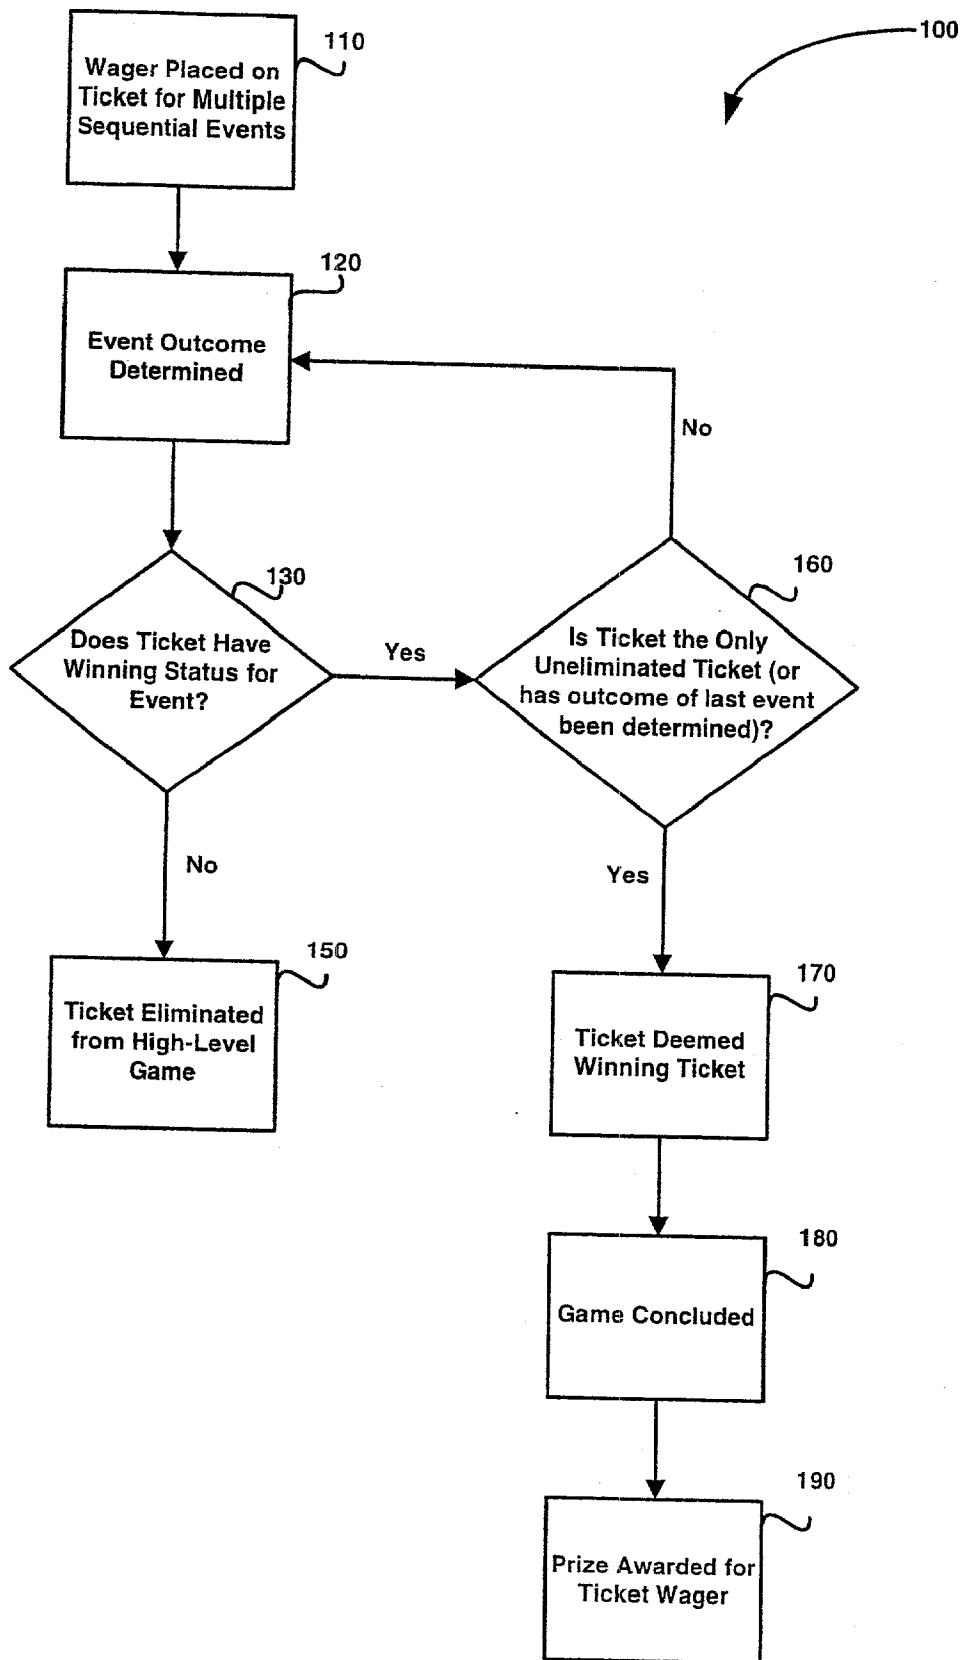 100
110
Wager Placed on
Ticket for Multiple
Sequential Events
120
Event Outcome
Determined
No
130
Does Ticket Have
Winning Status for
Event?
Yes
160
Is Ticket the Only
Uneliminated Ticket (or
has outcome of last event
been determined)?
No
Yes
150
Ticket Eliminated
from High-Level
Game
170
Ticket Deemed
Winning Ticket
180
Game Concluded
190
Prize Awarded for
Ticket Wager